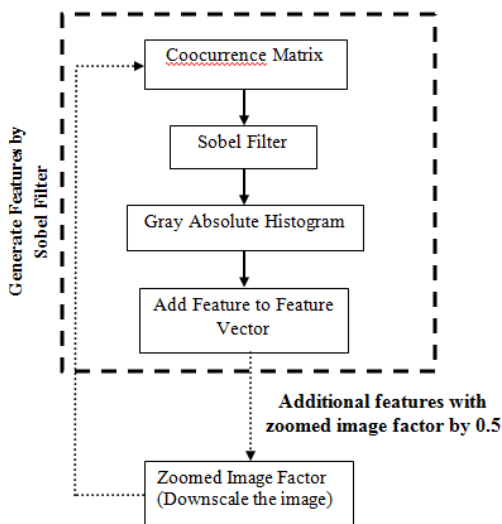 Coocurrence Matrix
Sobel Filter
Gray Absolute Histogram
Add Feature to Feature
Vector
Generate Features by
Sobel Filter
Additional features with
zoomed image factor by 0.5
Zoomed Image Factor
(Downscale the image)